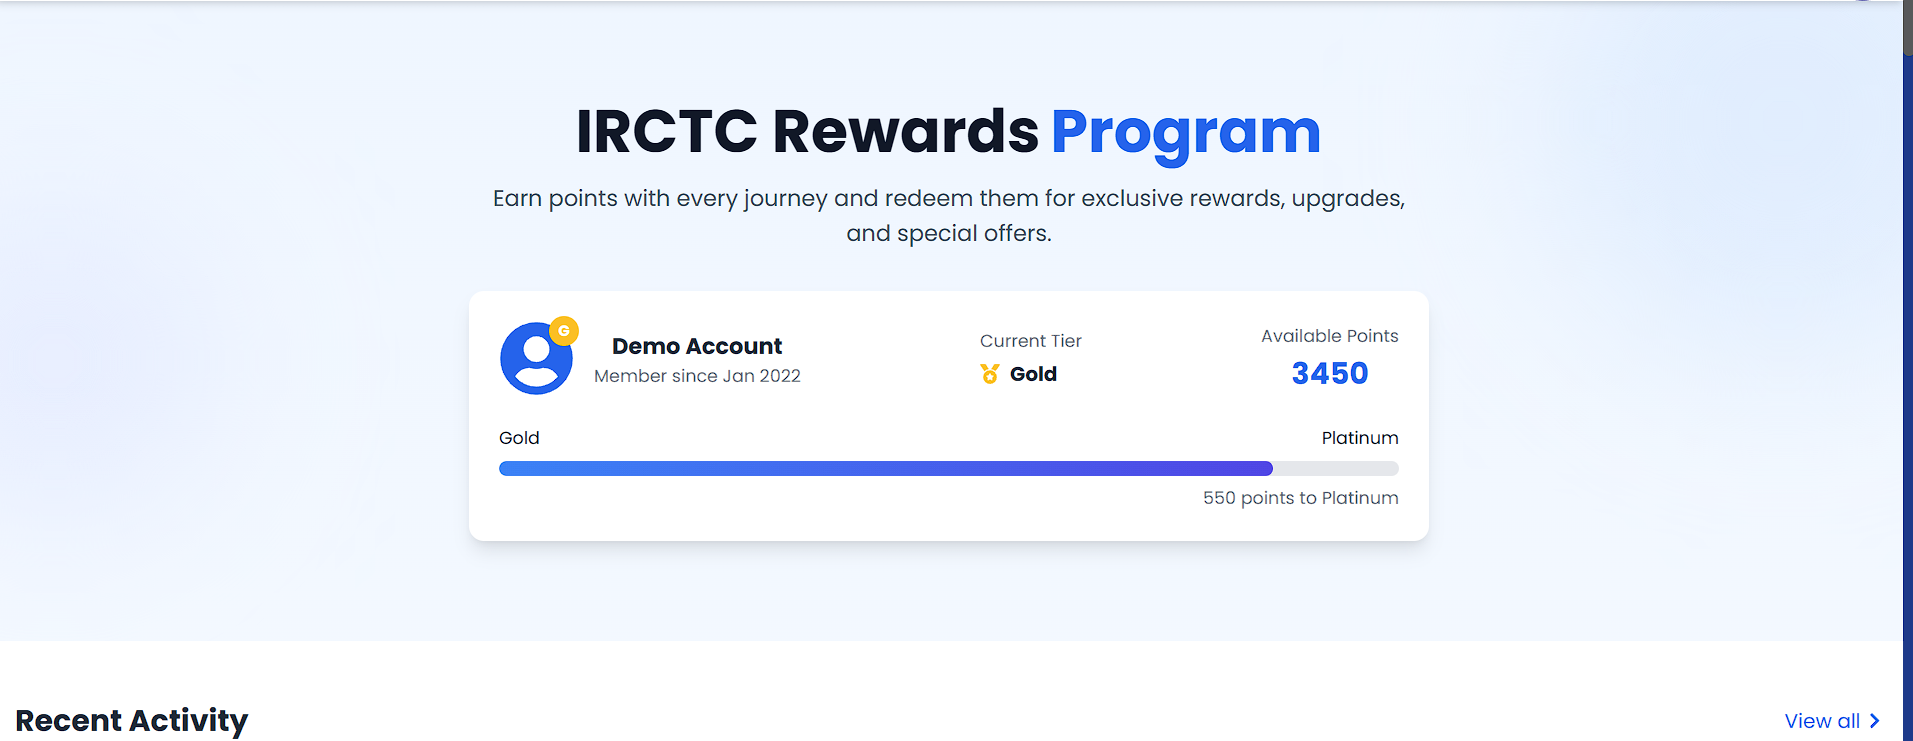 IRCTC Rewards Program
Earn points with every journey and redeem them for exclusive rewards, upgrades,
and special offers.
G
Demo Account
Member since Jan 2022
Current Tier
Gold
Available Points
3450
Gold
Platinum
550 points to Platinum
Recent Activity
View all